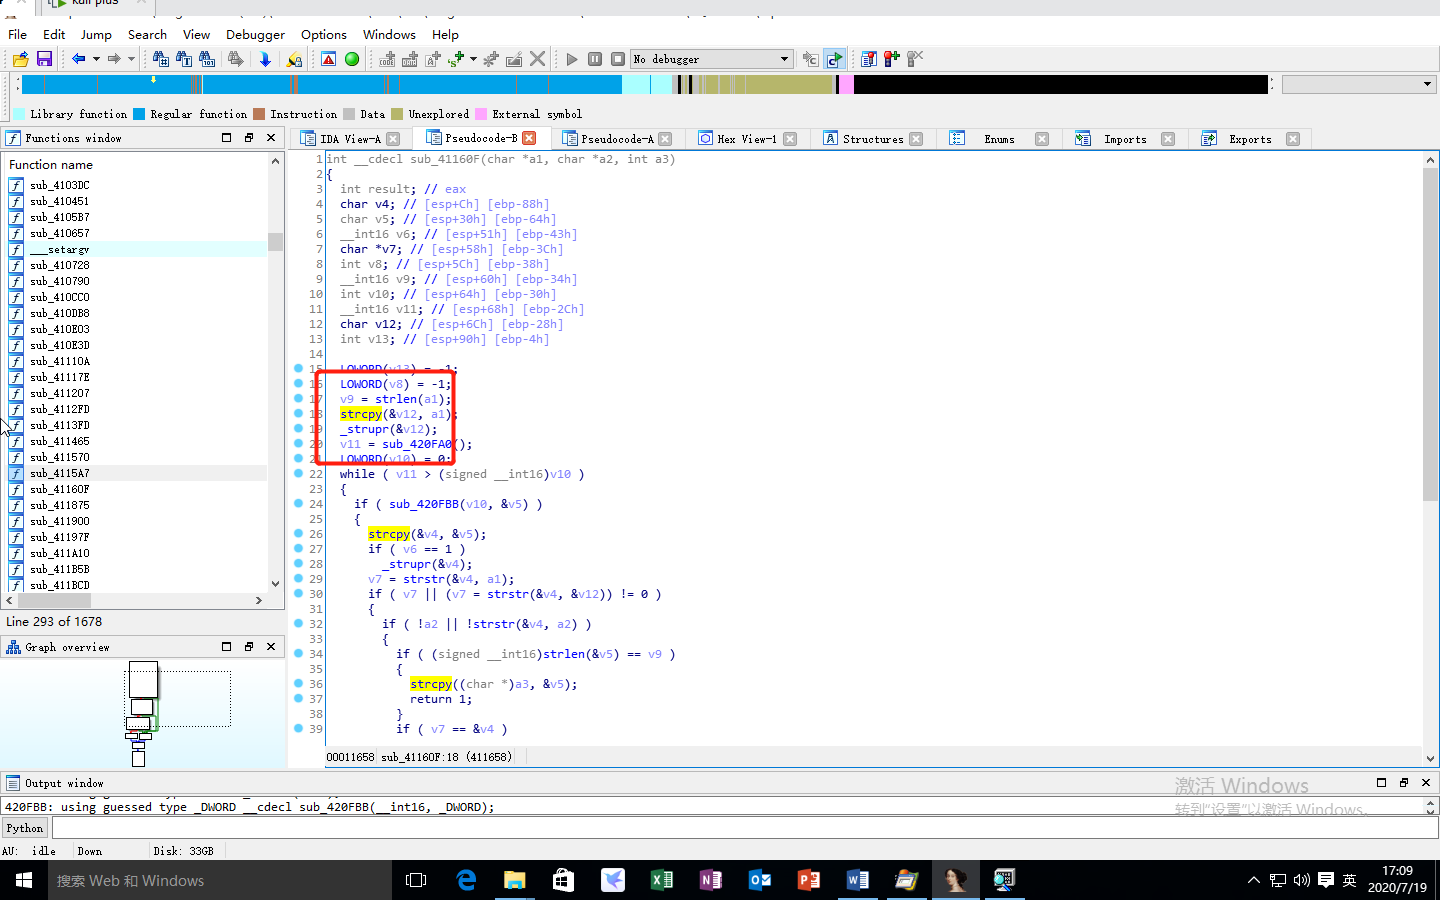 kali plus
File Edit Jump Search View Debugger Options Windows Help
No debugger
Library function Regular function Instruction Data Unexplored External symbol
Functions window
IDA View-A Pseudocode-B Pseudocode-A Hex View-1 Structures Enums Imports Exports
Function name
sub_4103DC
sub_410451
sub_4105B7
sub_410657
___setargv
sub_410728
sub_410790
sub_410CC0
sub_410DB8
sub_410E03
sub_410E3D
sub_41110A
sub_41117E
sub_411207
sub_4112FD
sub_4113FD
sub_411465
sub_411570
sub_4115A7
sub_41160F
sub_411875
sub_411900
sub_41197F
sub_411A10
sub_411B5B
sub_411BCD
Line 293 of 1678
Graph overview
1 int __cdecl sub_41160F(char *a1, char *a2, int a3)
2 {
3 int result; // eax
4 char v4; // [esp+Ch] [ebp-88h]
5 char v5; // [esp+30h] [ebp-64h]
6 __int16 v6; // [esp+51h] [ebp-43h]
7 char *v7; // [esp+58h] [ebp-3Ch]
8 int v8; // [esp+5Ch] [ebp-38h]
9 __int16 v9; // [esp+60h] [ebp-34h]
10 int v10; // [esp+64h] [ebp-30h]
11 __int16 v11; // [esp+68h] [ebp-2Ch]
12 char v12; // [esp+6Ch] [ebp-28h]
13 int v13; // [esp+90h] [ebp-4h]
14
15 LOWORD(v13) = -1;
16 LOWORD(v8) = -1;
17 v9 = strlen(a1);
18 strcpy(&v12, a1);
19 _strupr(&v12);
20 v11 = sub_420FA0();
21 LOWORD(v10) = 0;
22 while ( v11 > (signed __int16)v10 )
23 {
24 if ( sub_420FBB(v10, &v5) )
25 {
26 strcpy(&v4, &v5);
27 if ( v6 == 1 )
28 _strupr(&v4);
29 v7 = strstr(&v4, a1);
30 if ( v7 || (v7 = strstr(&v4, &v12)) != 0 )
31 {
32 if ( !a2 || !strstr(&v4, a2) )
33 {
34 if ( (signed __int16)strlen(&v5) == v9 )
35 {
36 strcpy((char *)a3, &v5);
37 return 1;
38 }
39 if ( v7 == &v4 )
00011658 sub_41160F:18 (411658)
Output window
420FBB: using guessed type _DWORD __cdecl sub_420FBB(__int16, _DWORD);
Python
AU: idle Down Disk: 33GB
激活 Windows
转到"设置"以激活 Windows。
搜索 Web 和 Windows
英
17:09
2020/7/19